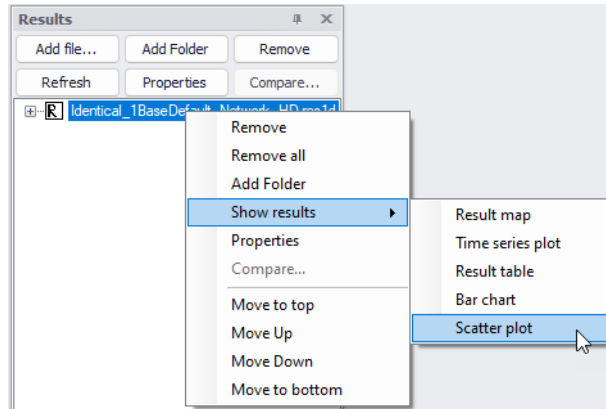 Results
Add file... Add Folder Remove
Refresh Properties Compare...
R Identical_1BaseDefault_Network_HD.res1d
Remove
Remove all
Add Folder
Show results
Properties
Compare...
Move to top
Move Up
Move Down
Move to bottom
Result map
Time series plot
Result table
Bar chart
Scatter plot